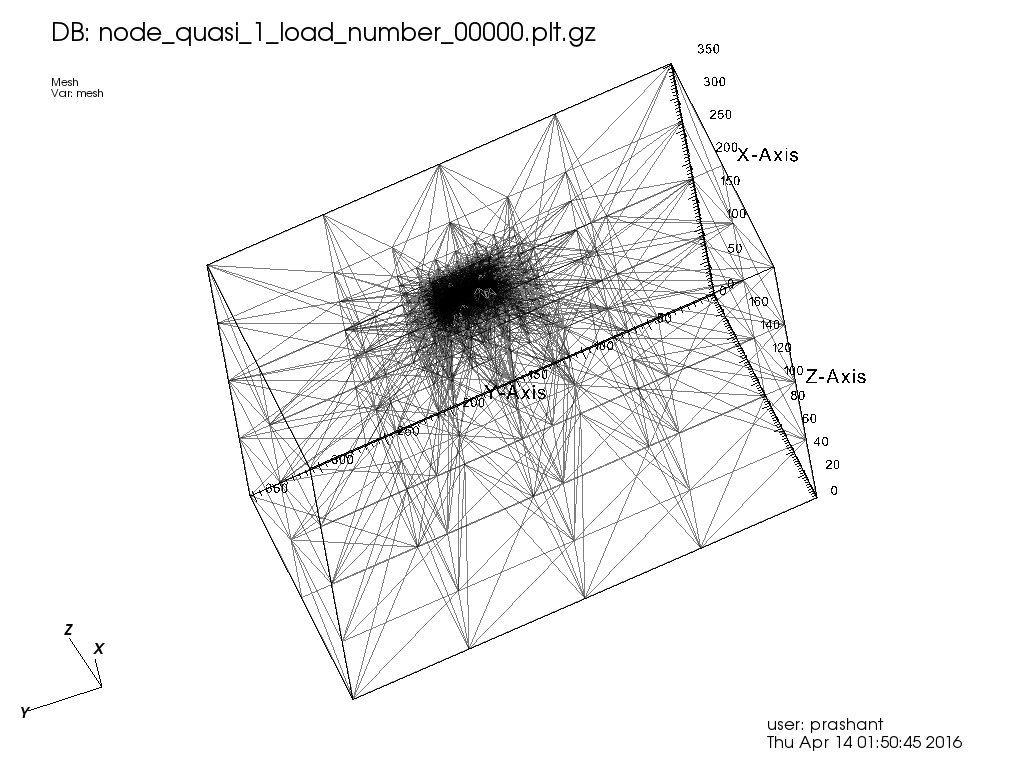 DB: node_quasi_1_load_number_00000.plt.gz
Mesh
Var: mesh
350
300
250
200
X-Axis
150
100
50
0
0
160
140
120
100
Z-Axis
80
60
40
20
0
50
100
150
Y-Axis
200
250
300
350
Z
X
Y
user: prashant
Thu Apr 14 01:50:45 2016